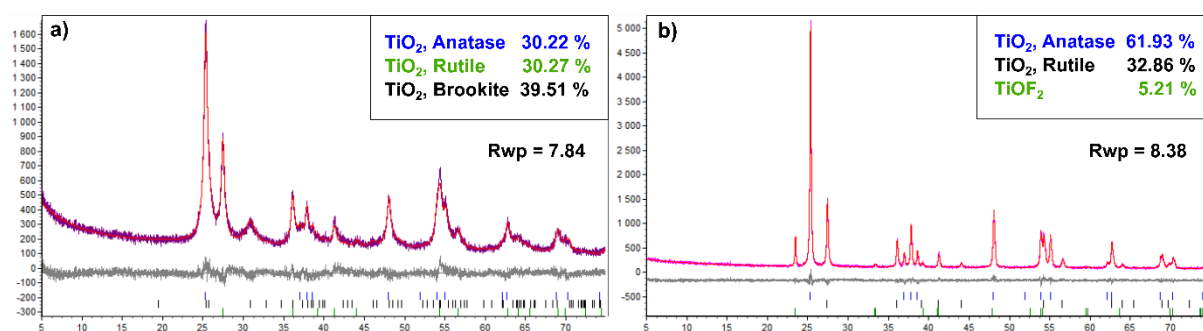 a)
TiO2, Anatase 30.22 %
TiO2, Rutile 30.27 %
TiO2, Brookite 39.51 %
Rwp = 7.84
1 600
1 500
1 400
1 300
1 200
1 100
1 000
900
800
700
600
500
400
300
200
100
0
-100
-200
-300
5 10 15 20 25 30 35 40 45 50 55 60 65 70
b)
TiO2, Anatase 61.93 %
TiO2, Rutile 32.86 %
TiOF2 5.21 %
Rwp = 8.38
5 000
4 500
4 000
3 500
3 000
2 500
2 000
1 500
1 000
500
0
-500
5 10 15 20 25 30 35 40 45 50 55 60 65 70